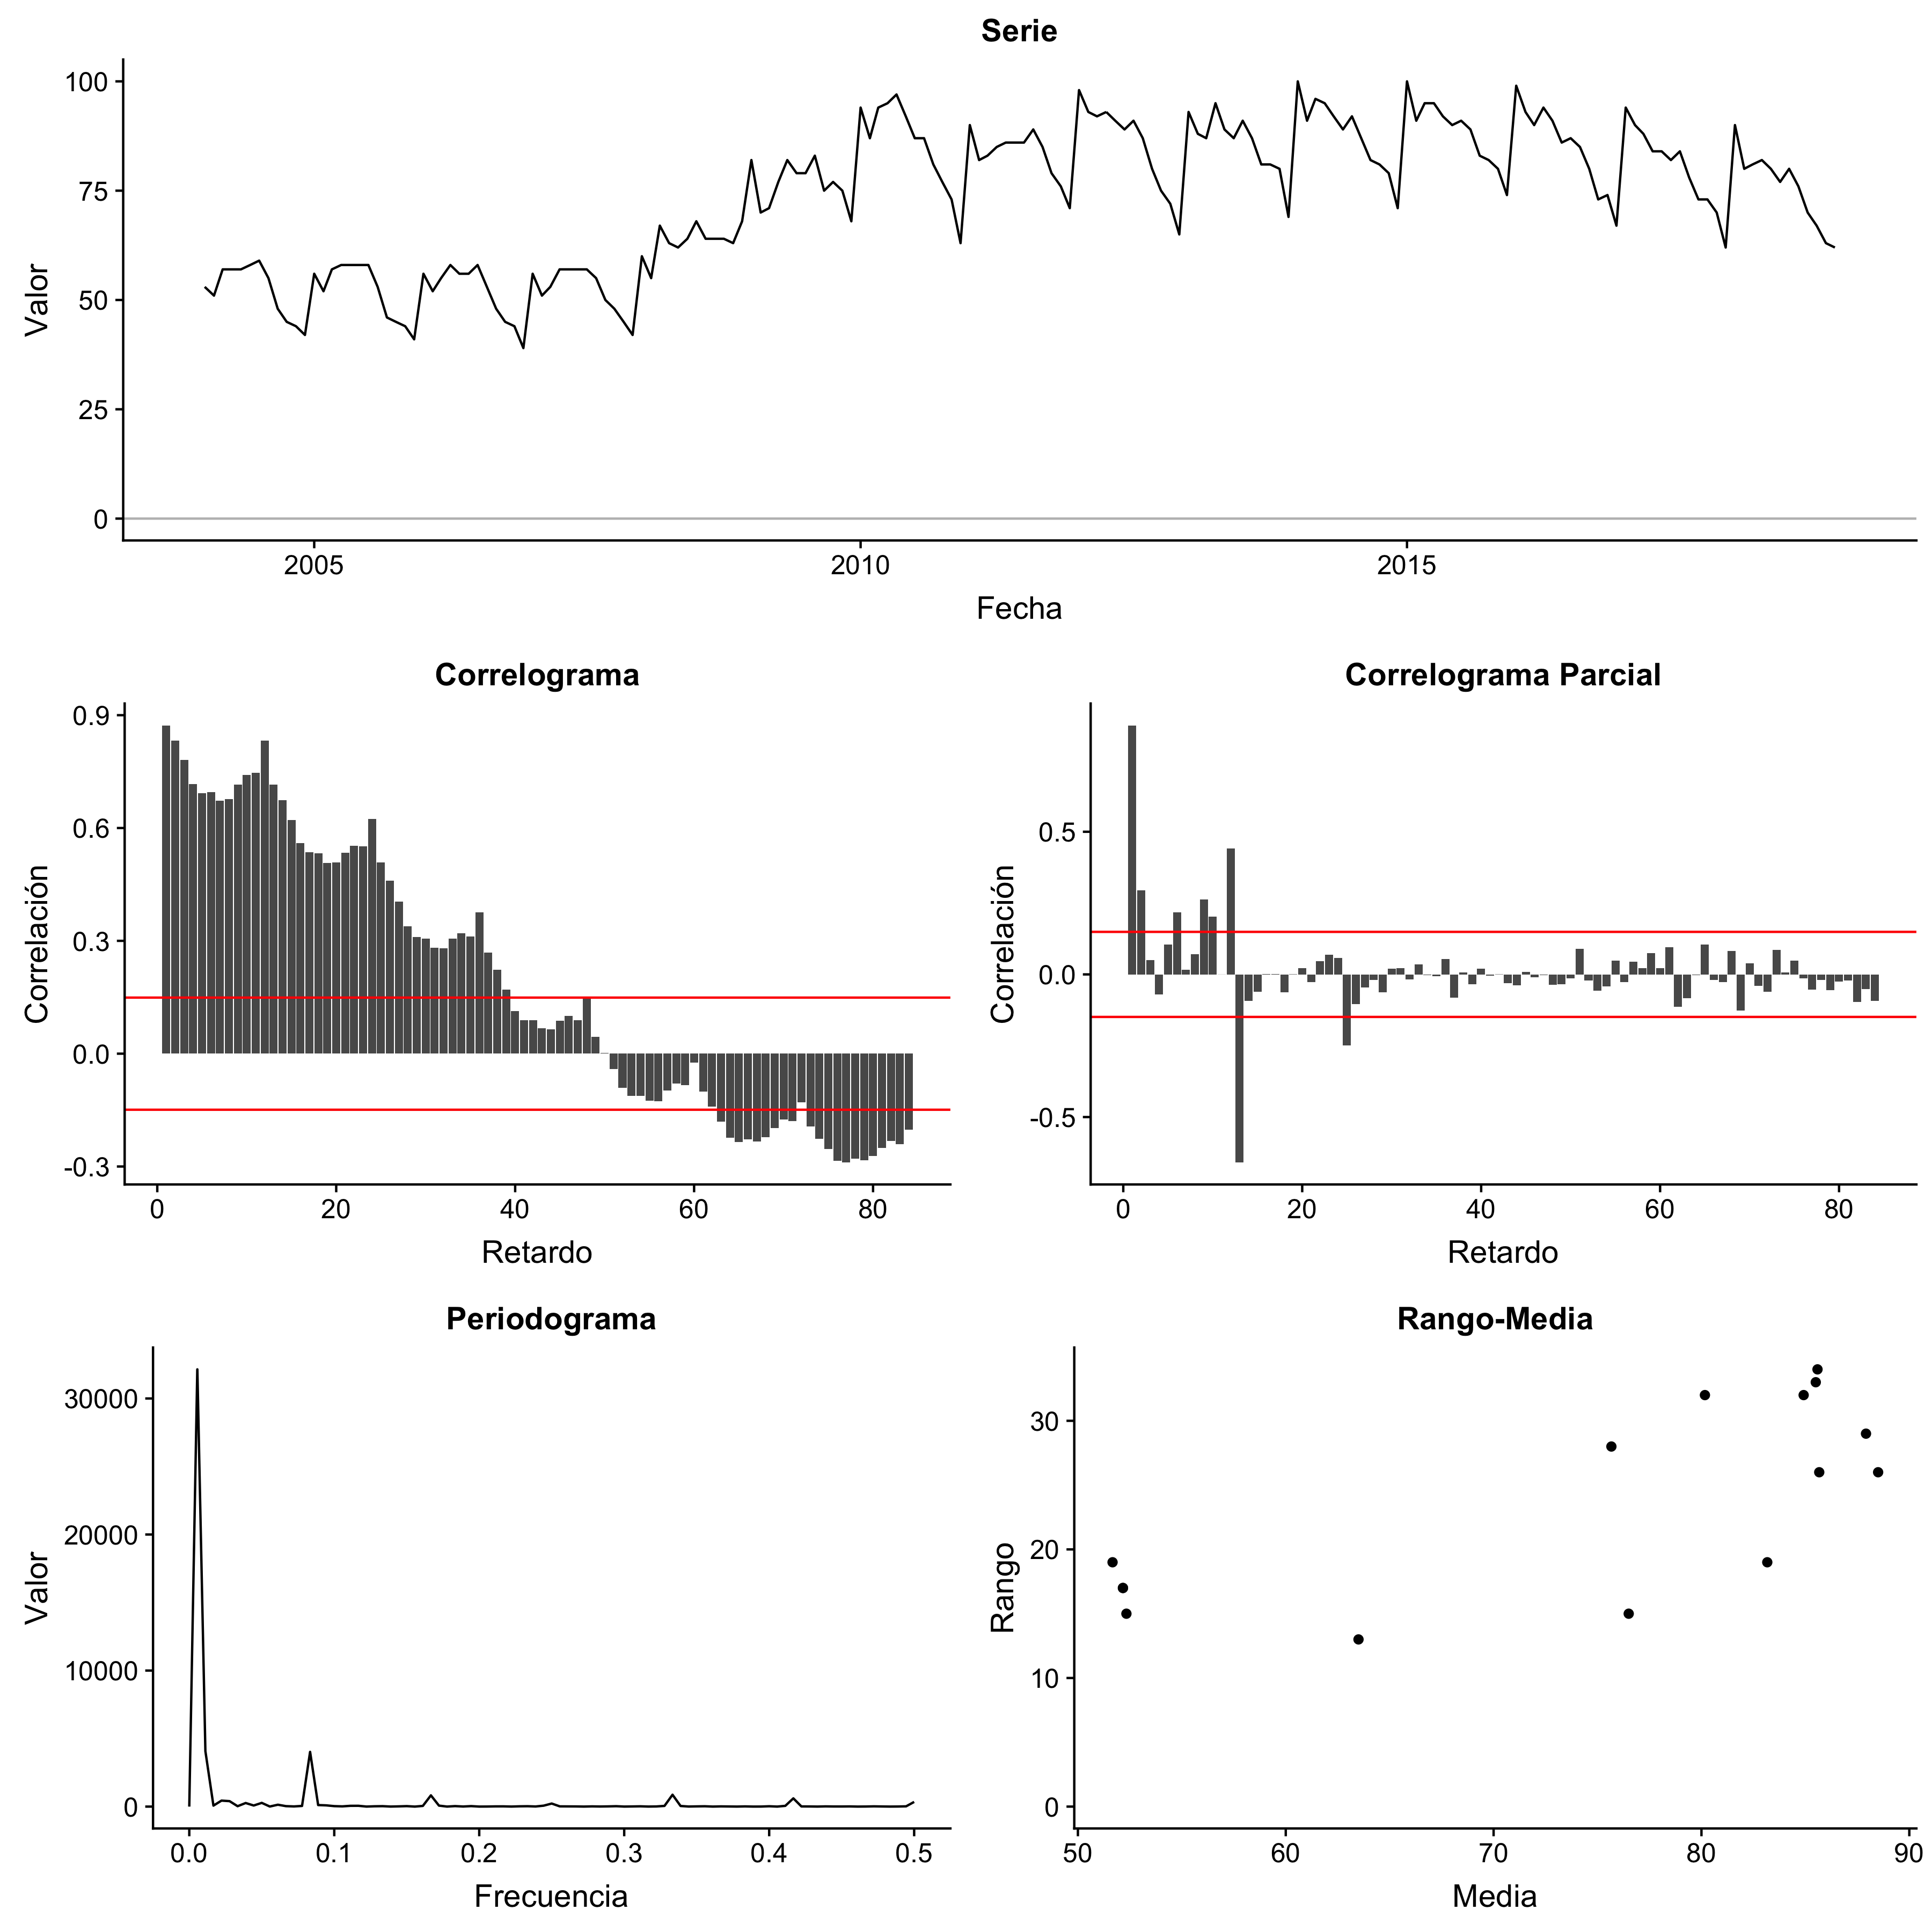 Serie
Valor
100
75
50
25
0
2005 2010 2015
Fecha
Correlograma
Correlación
0.9
0.6
0.3
0.0
-0.3
0 20 40 60 80
Retardo
Correlograma Parcial
Correlación
0.5
0.0
-0.5
0 20 40 60 80
Retardo
Periodograma
Valor
30000
20000
10000
0
0.0 0.1 0.2 0.3 0.4 0.5
Frecuencia
Rango-Media
Rango
30
20
10
0
50 60 70 80 90
Media